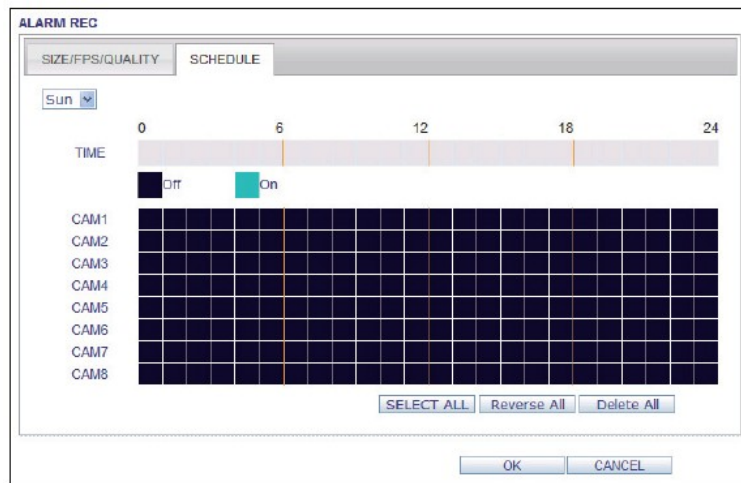 ALARM REC
SIZE/FPS/QUALITY SCHEDULE
Sun
0 6 12 18 24
TIME
Off On
CAM1
CAM2
CAM3
CAM4
CAM5
CAM6
CAM7
CAM8
SELECT ALL Reverse All Delete All
OK CANCEL